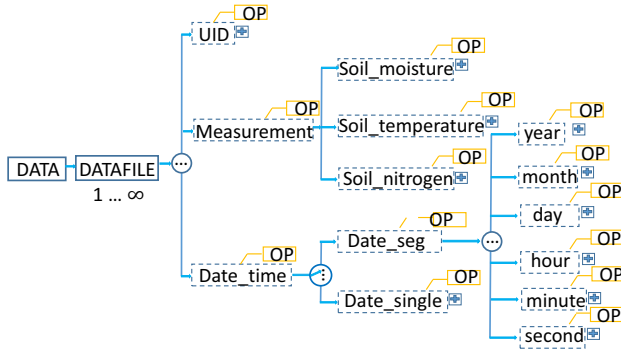 OP
UID
OP
Soil_moisture
OP
Measurement
OP
Soil_temperature
OP
Soil_nitrogen
OP
year
OP
month
OP
day
DATA
DATAFILE
1 ... ∞
OP
Date_seg
OP
Date_time
OP
Date_single
OP
hour
OP
minute
OP
second